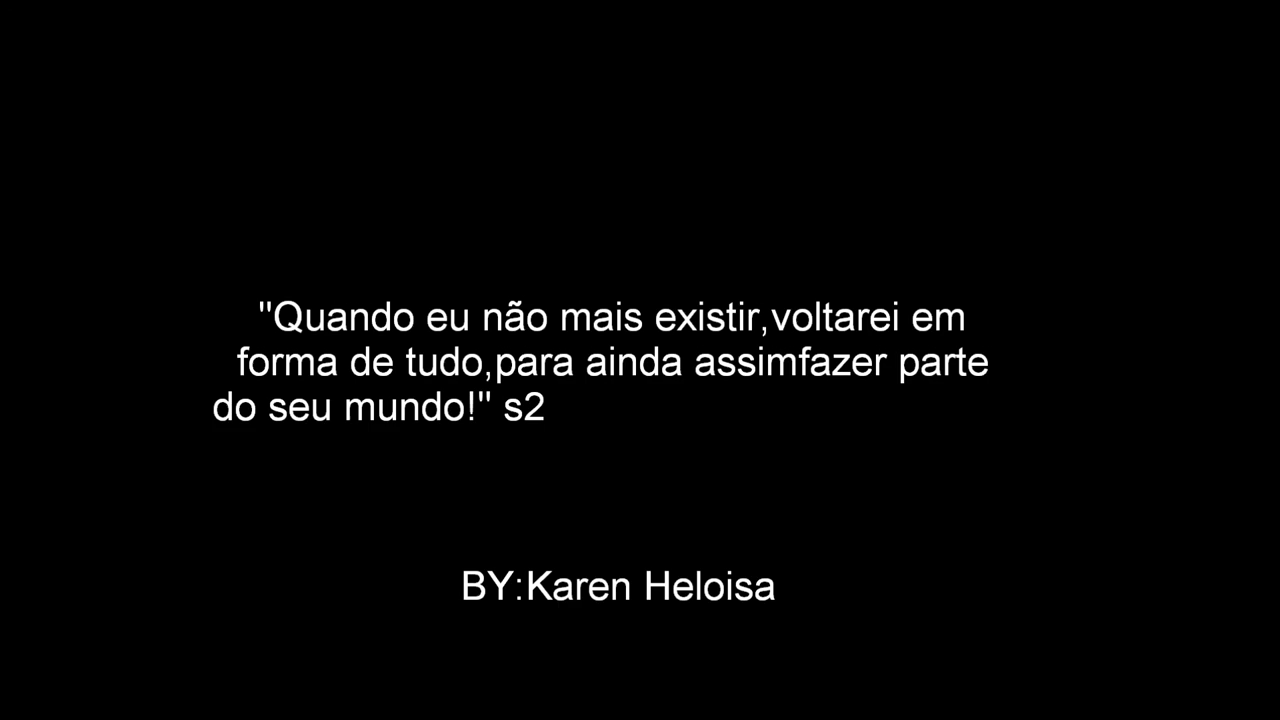 "Quando eu não mais existir,voltarei em
forma de tudo,para ainda assimfazer parte
do seu mundo!" s2
BY:Karen Heloisa